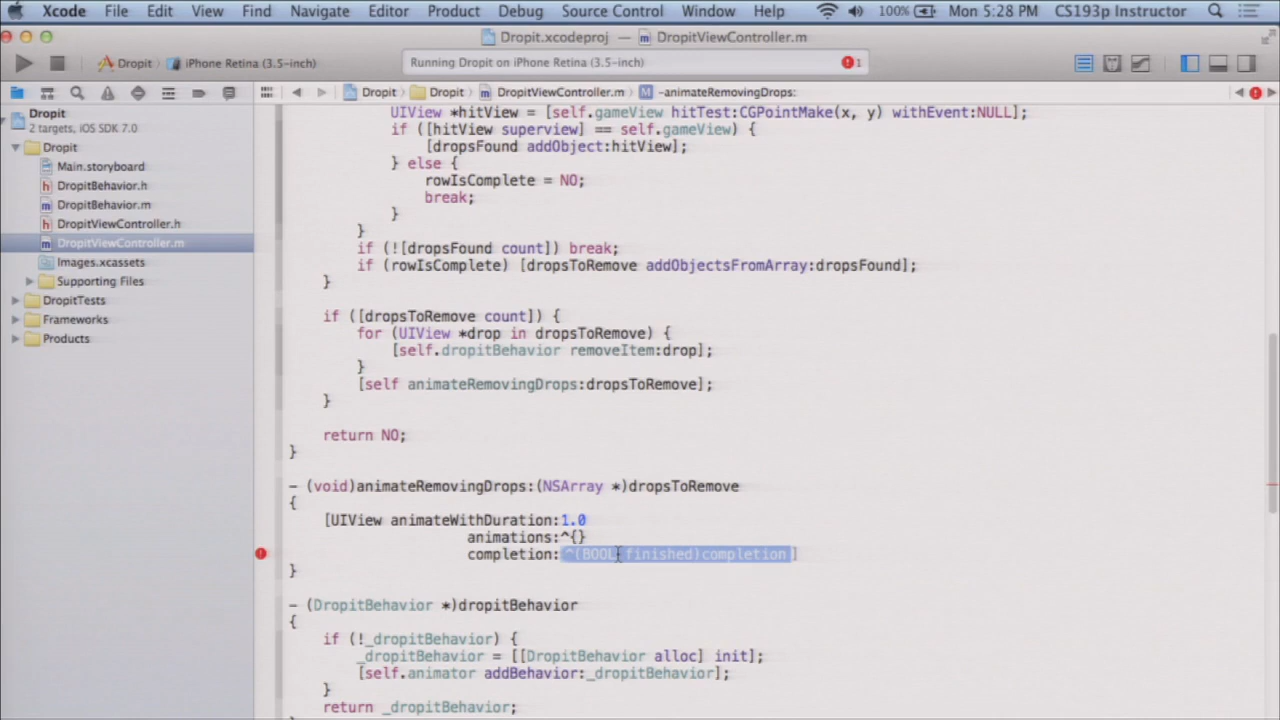 Xcode File Edit View Find Navigate Editor Product Debug Source Control Window Help 100% Mon 5:28 PM CS193p Instructor
Dropit.xcodeproj — DropitViewController.m
Dropit iPhone Retina (3.5-inch) Running Dropit on iPhone Retina (3.5-inch) 1
Dropit Dropit DropitViewController.m -animateRemovingDrops:
Dropit
2 targets, iOS SDK 7.0
Dropit
Main.storyboard
DropitBehavior.h
DropitBehavior.m
DropitViewController.h
DropitViewController.m
Images.xcassets
Supporting Files
DropitTests
Frameworks
Products
UIView *hitView = [self.gameView hitTest:CGPointMake(x, y) withEvent:NULL];
if ([hitView superview] == self.gameView) {
[dropsFound addObject:hitView];
} else {
rowIsComplete = NO;
break;
}
}
if (![dropsFound count]) break;
if (rowIsComplete) [dropsToRemove addObjectsFromArray:dropsFound];
}
if ([dropsToRemove count]) {
for (UIView *drop in dropsToRemove) {
[self.dropitBehavior removeItem:drop];
}
[self animateRemovingDrops:dropsToRemove];
}
return NO;
}
- (void)animateRemovingDrops:(NSArray *)dropsToRemove
{
[UIView animateWithDuration:1.0
animations:^{}
completion:^(BOOL finished)completion]
}
- (DropitBehavior *)dropitBehavior
{
if (!_dropitBehavior) {
_dropitBehavior = [[DropitBehavior alloc] init];
[self.animator addBehavior:_dropitBehavior];
}
return _dropitBehavior;